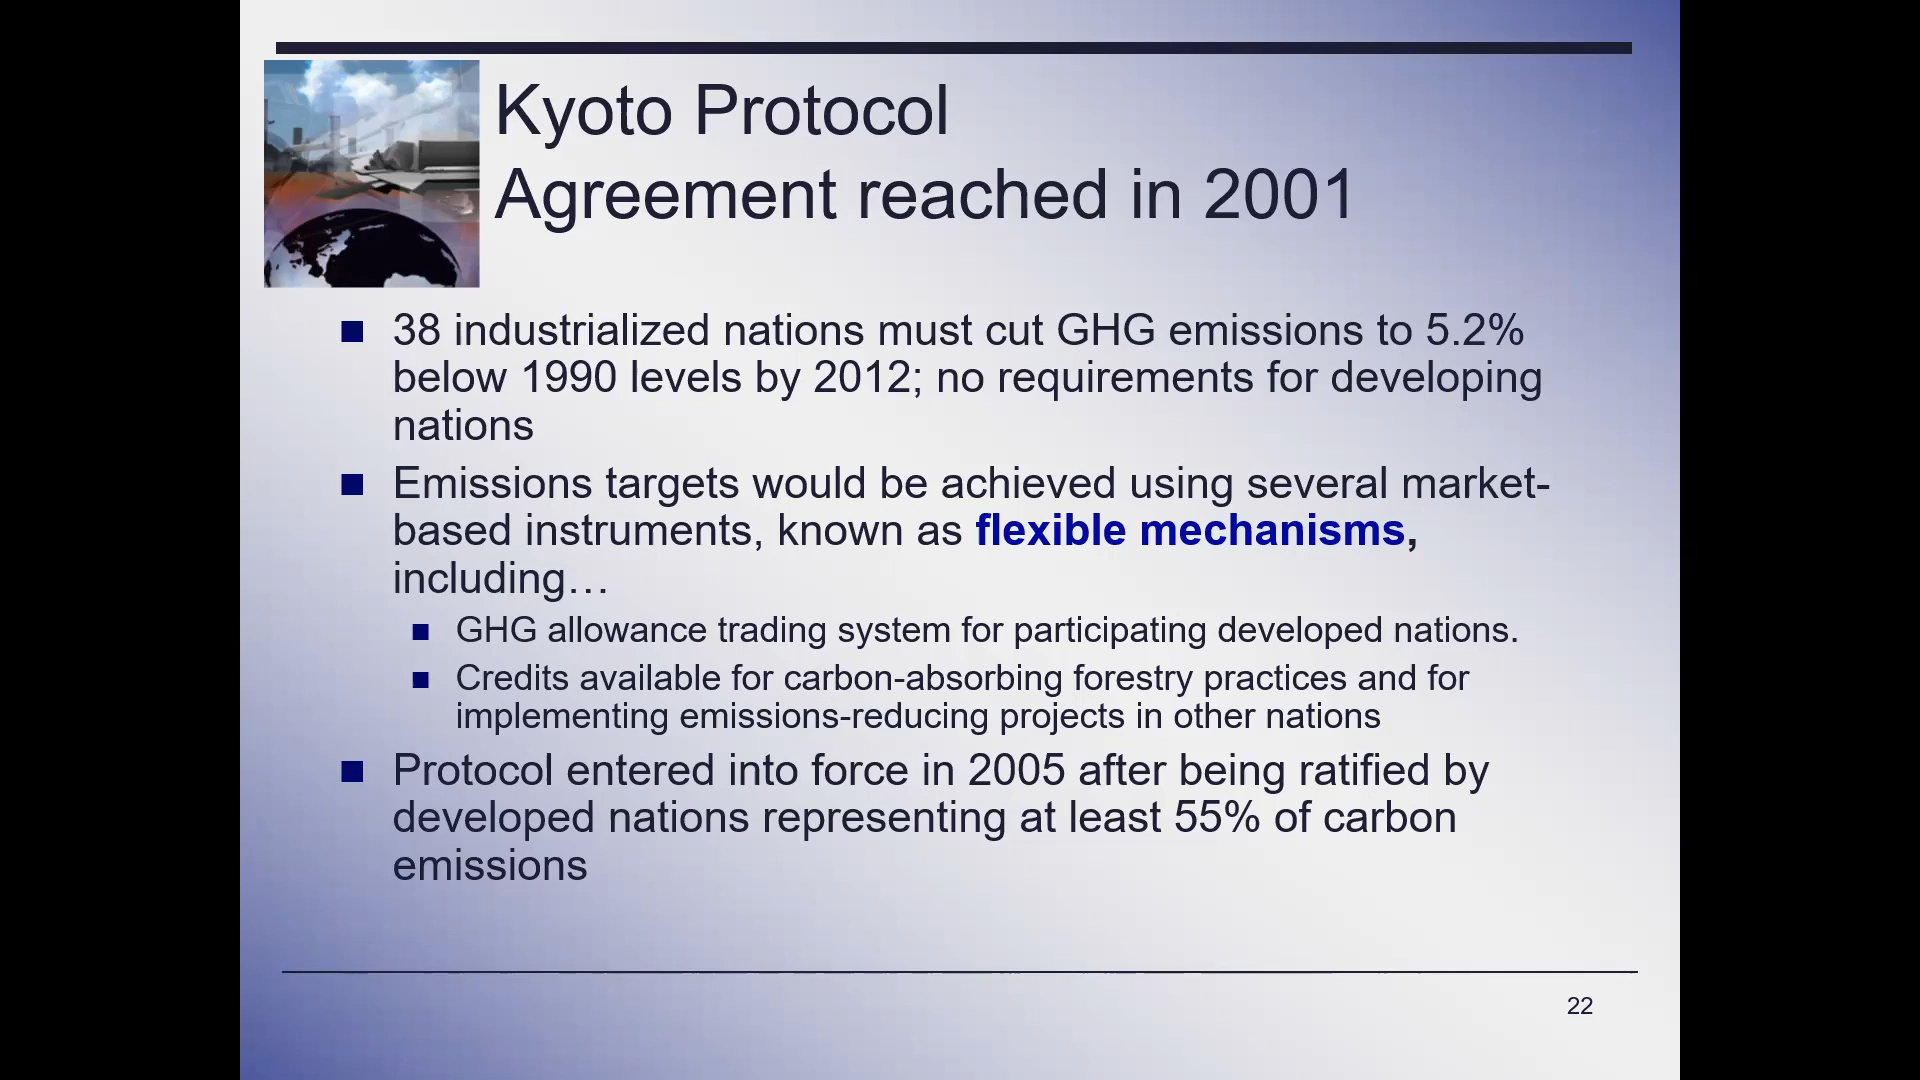 Kyoto Protocol
Agreement reached in 2001
■ 38 industrialized nations must cut GHG emissions to 5.2%
below 1990 levels by 2012; no requirements for developing
nations
■ Emissions targets would be achieved using several market-
based instruments, known as flexible mechanisms,
including…
■ GHG allowance trading system for participating developed nations.
■ Credits available for carbon-absorbing forestry practices and for
implementing emissions-reducing projects in other nations
■ Protocol entered into force in 2005 after being ratified by
developed nations representing at least 55% of carbon
emissions
22